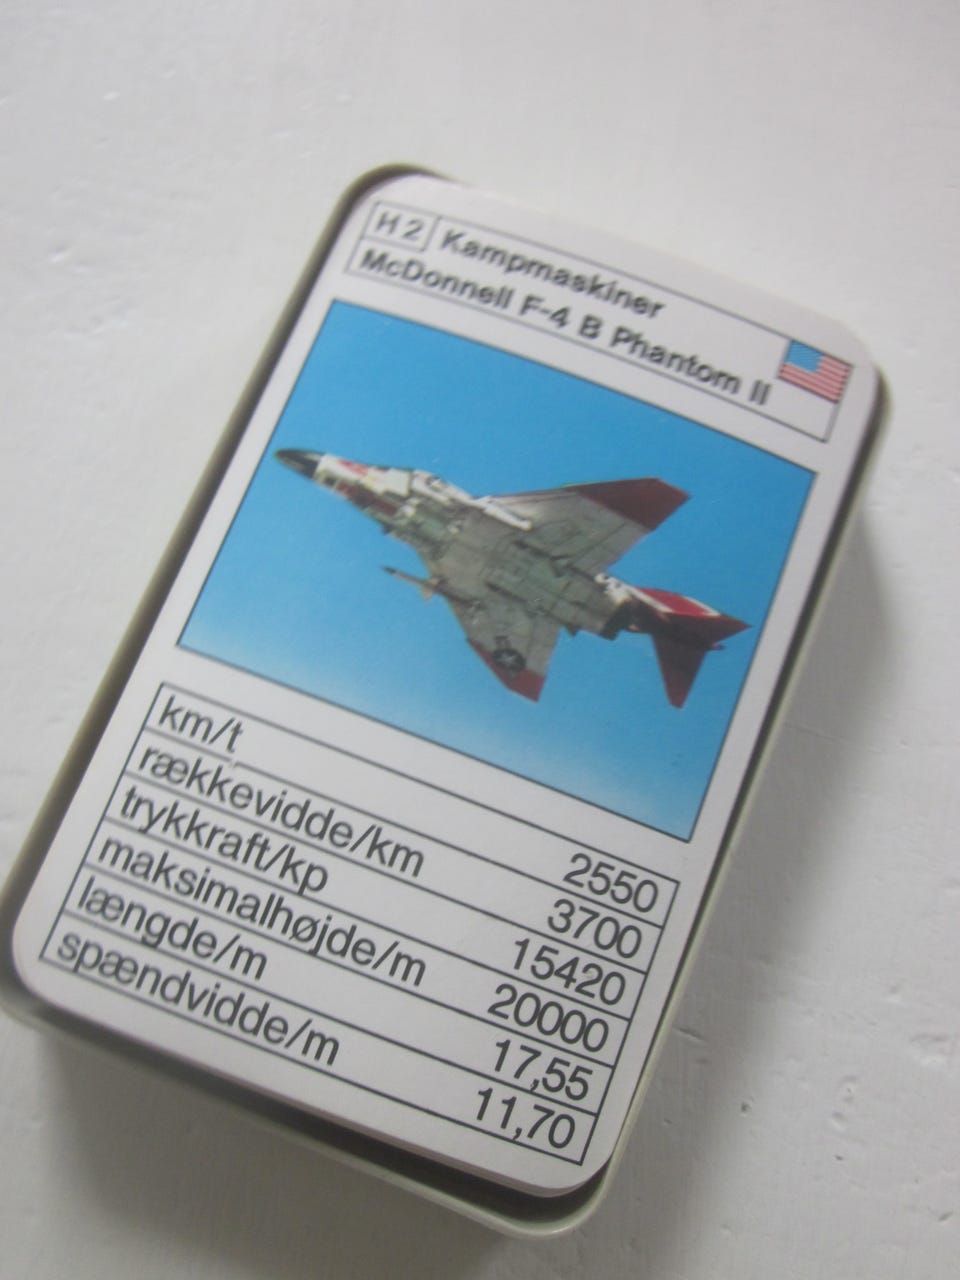 H 2 Kampmaskiner
McDonnell F-4 B Phantom II
km/t 2550
rækkevidde/km 3700
trykkraft/kp 15420
maksimalhøjde/m 20000
længde/m 17,55
spændvidde/m 11,70